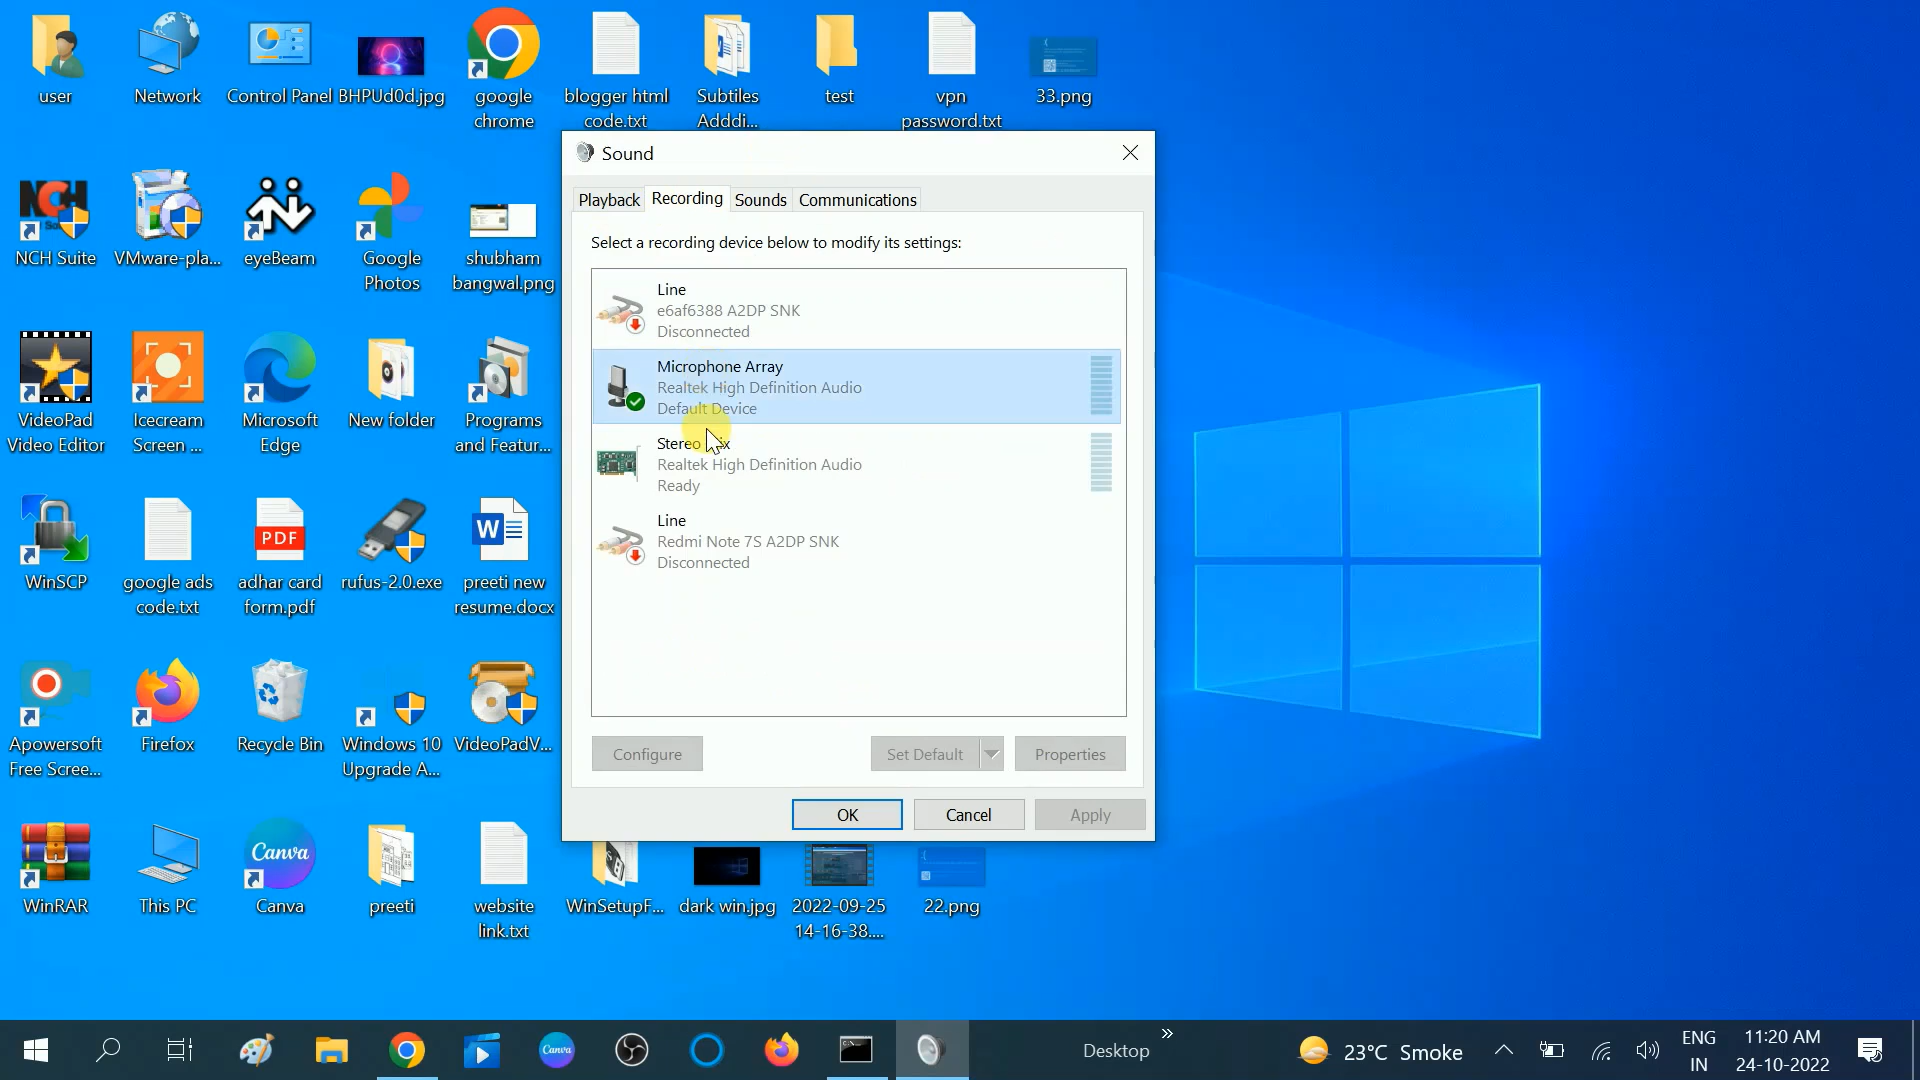 user
Network
Control Panel
BHPUd0d.jpg
google
chrome
blogger html
code.txt
Subtiles
Adddi...
test
vpn
password.txt
33.png
NCH Suite
VMware-pla...
eyeBeam
Google
Photos
shubham
bangwal.png
VideoPad
Video Editor
Icecream
Screen ...
Microsoft
Edge
New folder
Programs
and Featur...
WinSCP
google ads
code.txt
PDF
adhar card
form.pdf
rufus-2.0.exe
preeti new
resume.docx
Apowersoft
Free Scree...
Firefox
Recycle Bin
Windows 10
Upgrade A...
VideoPadV...
WinRAR
This PC
Canva
Canva
preeti
website
link.txt
WinSetupF...
dark win.jpg
2022-09-25
14-16-38....
22.png
Sound
Playback
Recording
Sounds
Communications
Select a recording device below to modify its settings:
Line
e6af6388 A2DP SNK
Disconnected
Microphone Array
Realtek High Definition Audio
Default Device
Stereo
Realtek High Definition Audio
Ready
Line
Redmi Note 7S A2DP SNK
Disconnected
Configure
Set Default
Properties
OK
Cancel
Apply
Canva
Desktop
23°C Smoke
ENG
IN
11:20 AM
24-10-2022